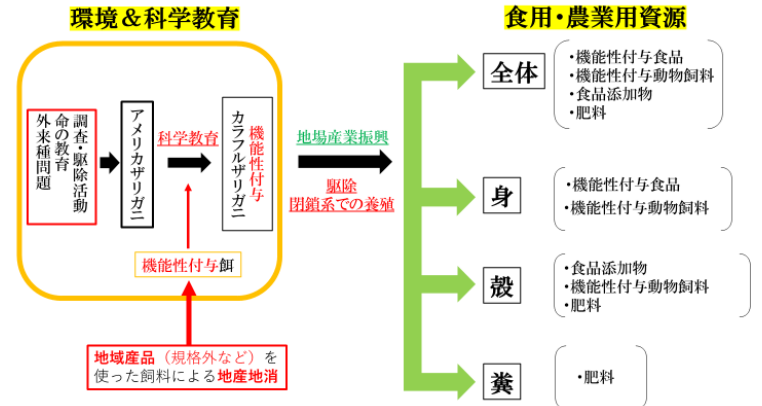 環境＆科学教育
食用・農業用資源
外来種問題
命の教育
調査・駆除活動
アメリカザリガニ
科学教育
機能性付与
カラフルザリガニ
機能性付与餌
地域産品（規格外など）を
使った飼料による地産地消
地場産業振興
駆除
閉鎖系での養殖
全体
・機能性付与食品
・機能性付与動物飼料
・食品添加物
・肥料
身
・機能性付与食品
・機能性付与動物飼料
殻
・食品添加物
・機能性付与動物飼料
・肥料
糞
・肥料